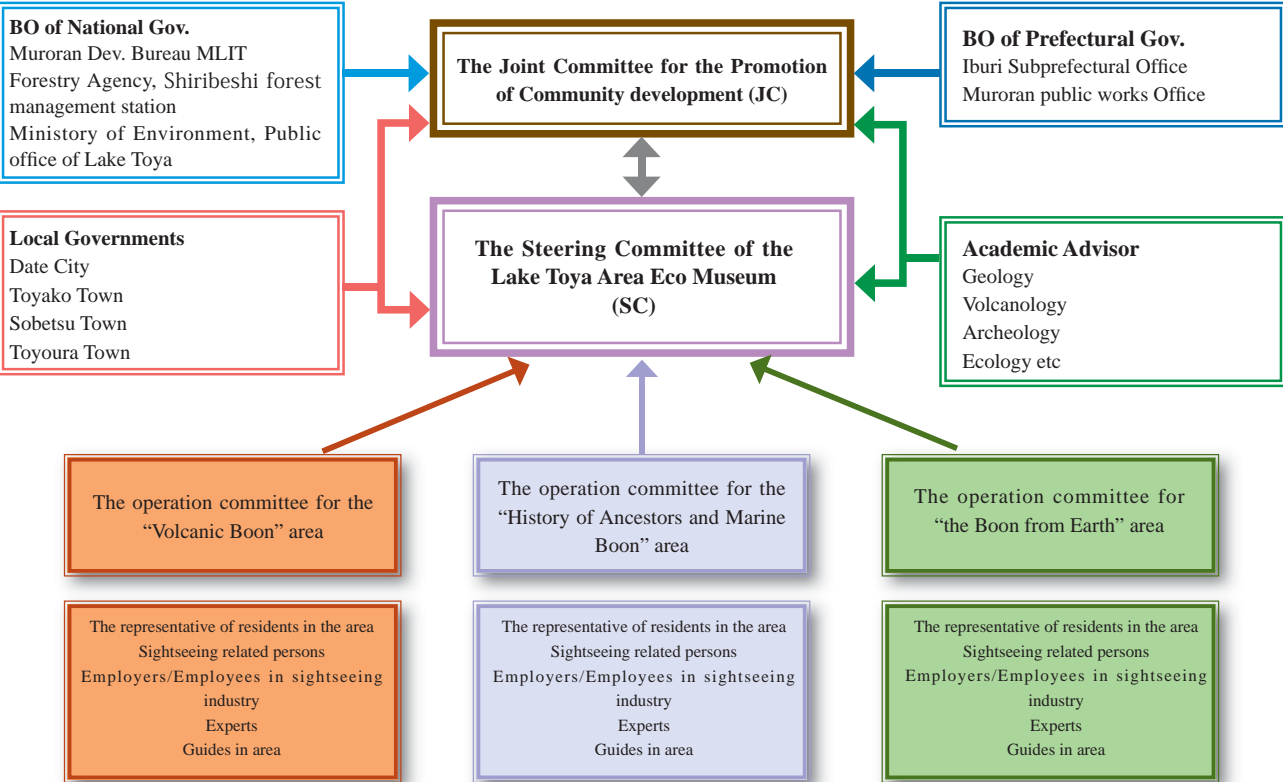 BO of National Gov.
Muroran Dev. Bureau MLIT
Forestry Agency, Shiribeshi forest
management station
Ministory of Environment, Public
office of Lake Toya
The Joint Committee for the Promotion
of Community development (JC)
BO of Prefectural Gov.
Iburi Subprefectural Office
Muroran public works Office
Local Governments
Date City
Toyako Town
Sobetsu Town
Toyoura Town
The Steering Committee of the
Lake Toya Area Eco Museum
(SC)
Academic Advisor
Geology
Volcanology
Archeology
Ecology etc
The operation committee for the
“Volcanic Boon” area
The operation committee for the
“History of Ancestors and Marine
Boon” area
The operation committee for
“the Boon from Earth” area
The representative of residents in the area
Sightseeing related persons
Employers/Employees in sightseeing
industry
Experts
Guides in area
The representative of residents in the area
Sightseeing related persons
Employers/Employees in sightseeing
industry
Experts
Guides in area
The representative of residents in the area
Sightseeing related persons
Employers/Employees in sightseeing
industry
Experts
Guides in area